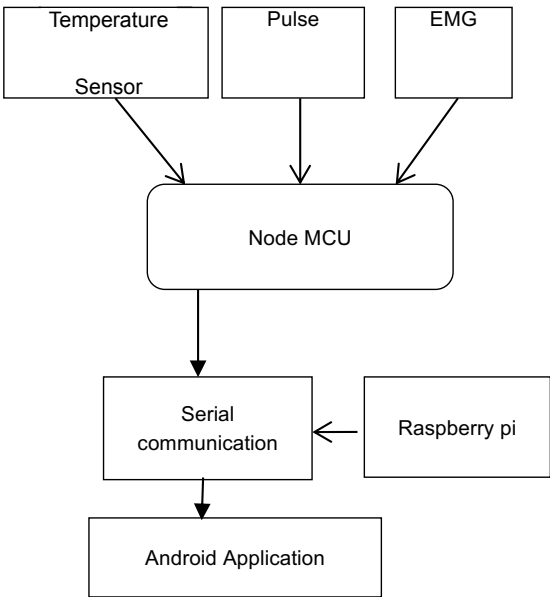 Temperature
Sensor
Pulse
EMG
Node MCU
Serial
communication
Raspberry pi
Android Application